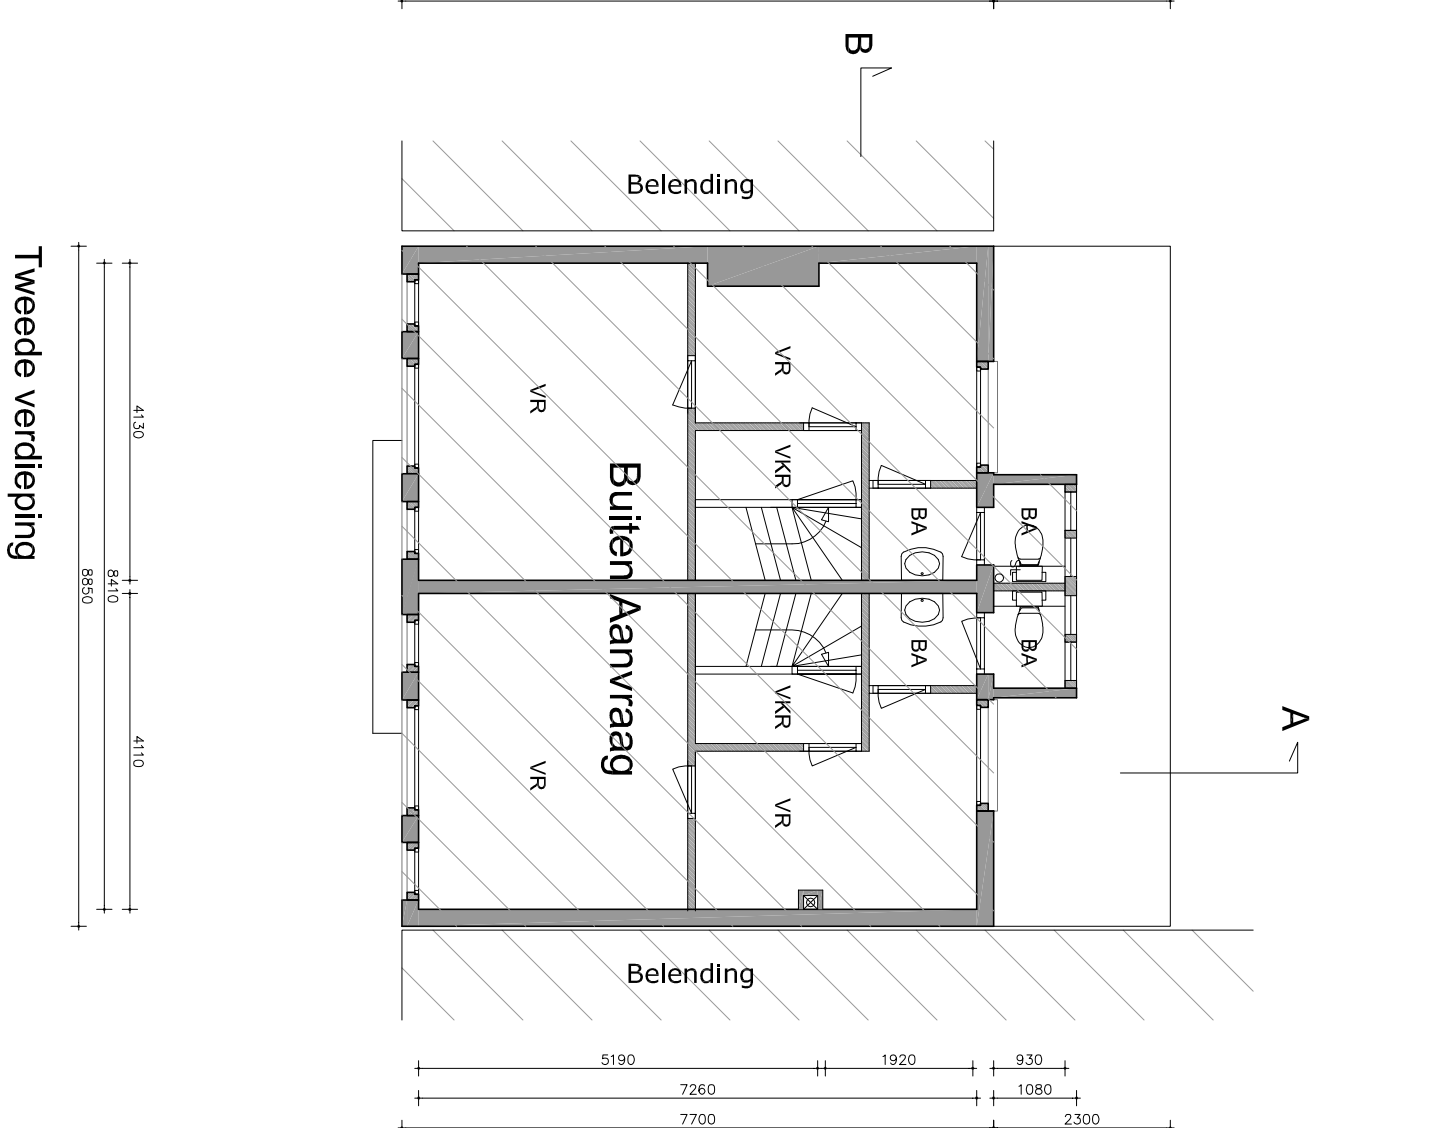 B
Belending
Tweede verdieping
8850
8410
4130
4110
VR
VR
VKR
BA
BA
Buiten Aanvraag
BA
BA
VKR
VR
VR
A
Belending
5190
1920
930
7260
1080
7700
2300